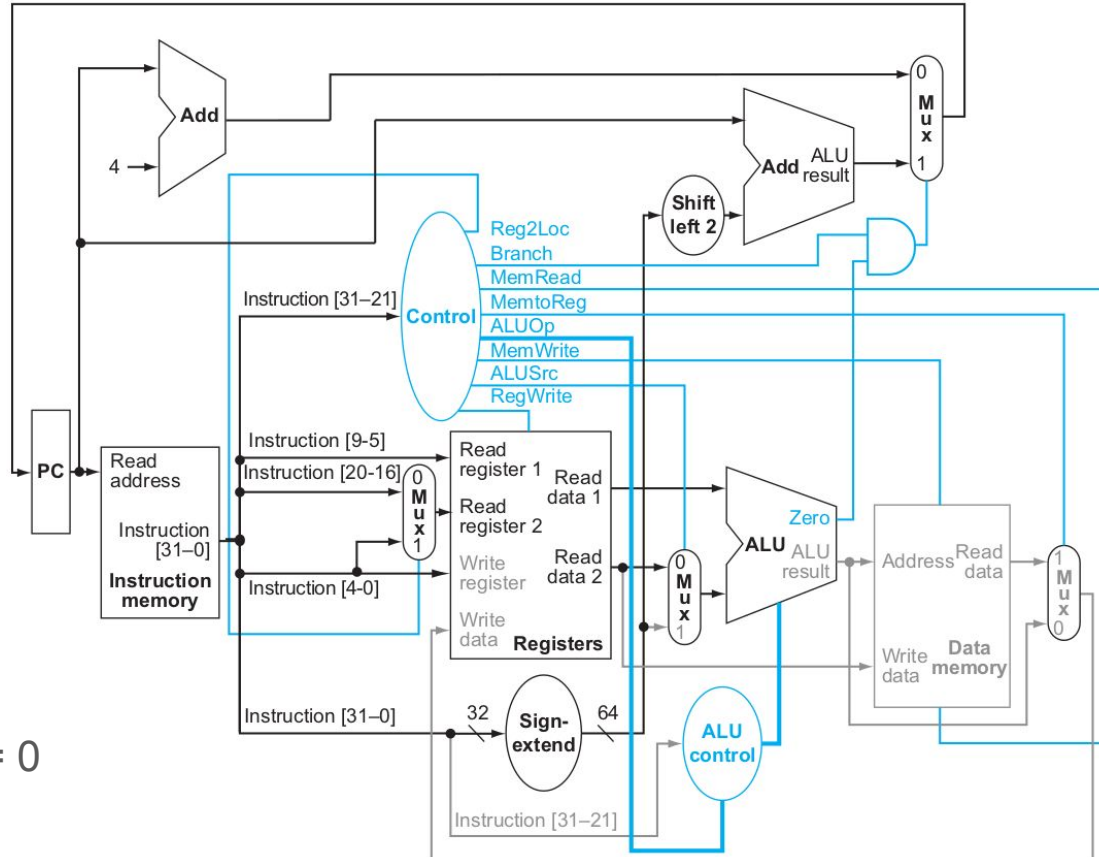 Add
4
0
Mux
1
Add
ALU
result
Shift
left 2
Reg2Loc
Branch
MemRead
MemtoReg
ALUOp
MemWrite
ALUSrc
RegWrite
Control
Instruction [31–21]
PC
Read
address
Instruction
[31–0]
Instruction
memory
Instruction [9-5]
Instruction [20-16]
Instruction [4-0]
0
Mux
1
Read
register 1
Read
register 2
Write
register
Write
data
Read
data 1
Read
data 2
Registers
0
Mux
1
Zero
ALU
ALU
result
Address
Read
data
Write
data
Data
memory
1
Mux
0
Instruction [31–0]
32
Sign-
extend
64
ALU
control
Instruction [31–21]
= 0